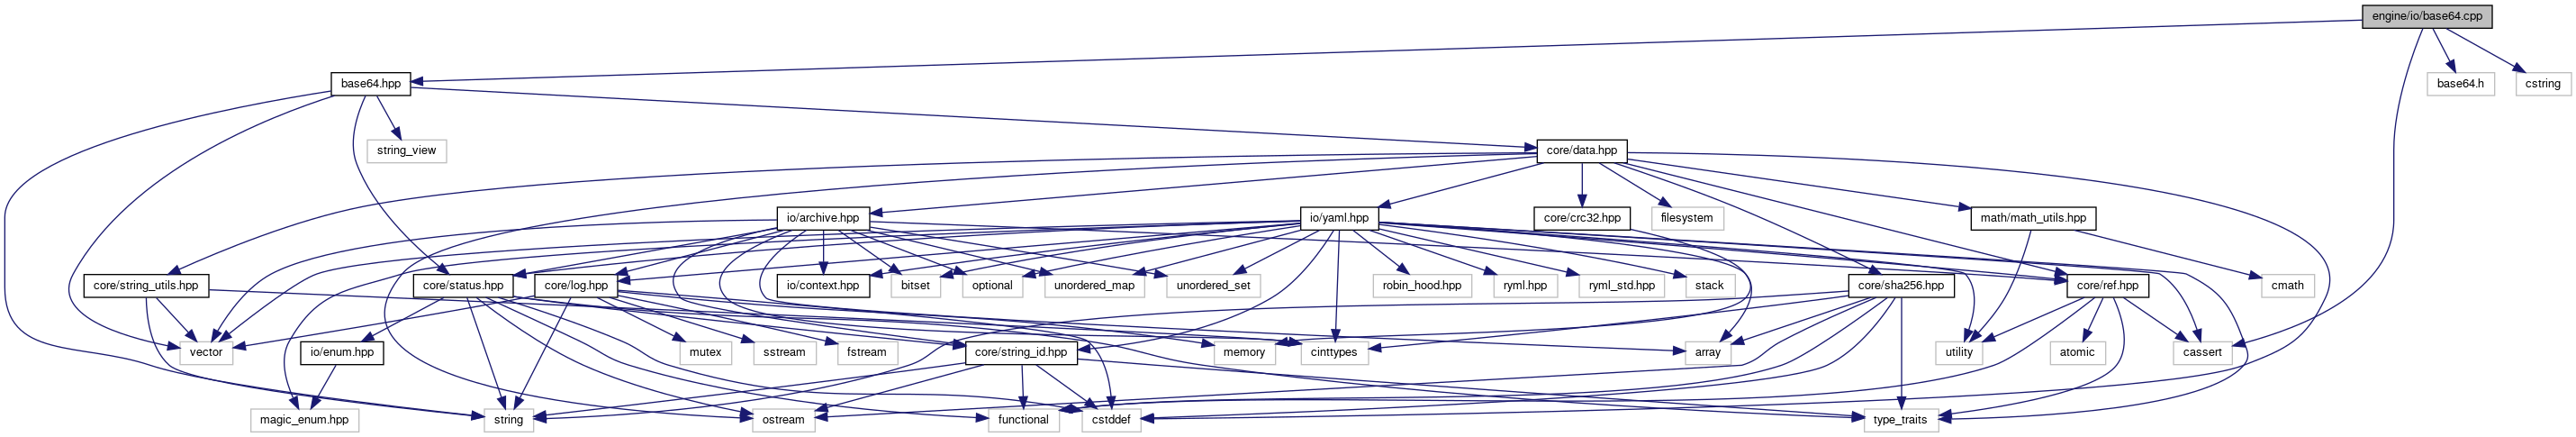 engine/io/base64.cpp
base64.hpp
base64.h
cstring
string_view
core/data.hpp
io/archive.hpp
io/yaml.hpp
core/crc32.hpp
filesystem
math/math_utils.hpp
core/string_utils.hpp
core/status.hpp
core/log.hpp
io/context.hpp
bitset
optional
unordered_map
unordered_set
robin_hood.hpp
ryml.hpp
ryml_std.hpp
stack
core/sha256.hpp
core/ref.hpp
cmath
vector
io/enum.hpp
mutex
sstream
fstream
core/string_id.hpp
memory
cinttypes
array
utility
atomic
cassert
magic_enum.hpp
string
ostream
functional
cstddef
type_traits